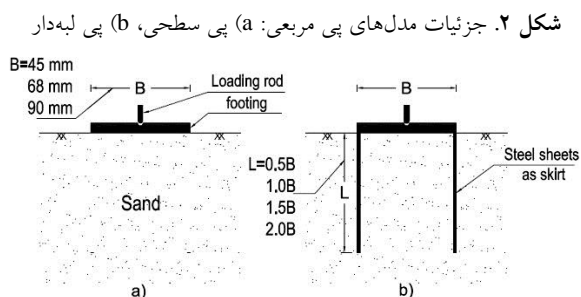 شکل ۲. جزئیات مدل‌های پی مربعی: a) پی سطحی، b) پی لبه‌دار
B=45 mm
68 mm
90 mm
B
Loading rod
footing
Sand
a)
B
L=0.5B
1.0B
1.5B
2.0B
L
Steel sheets
as skirt
b)